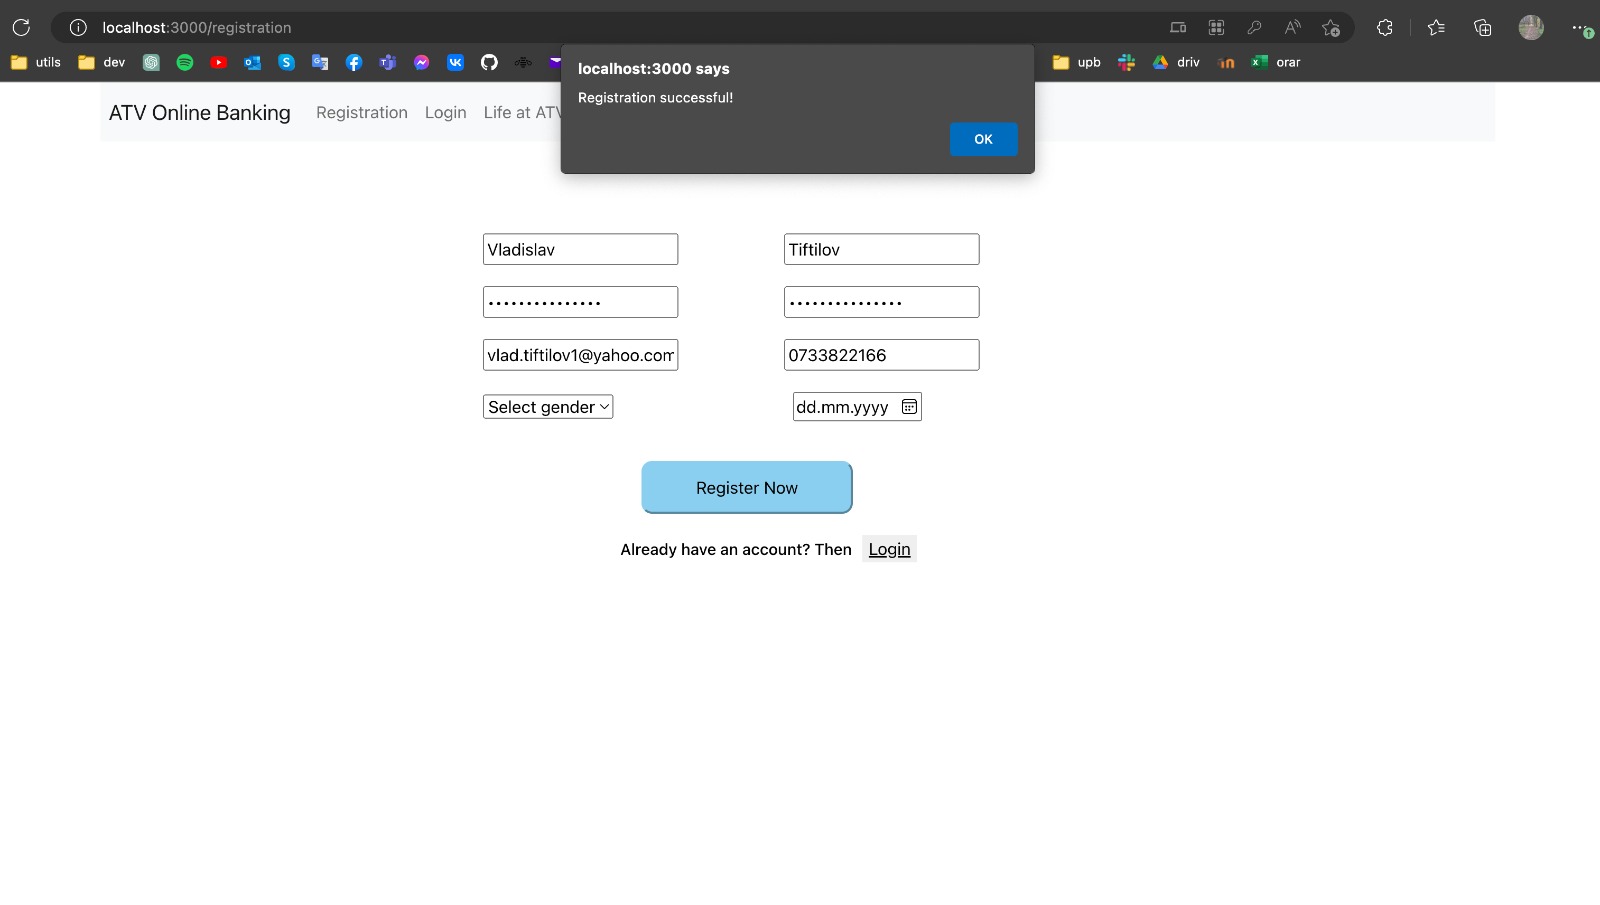 localhost:3000/registration
utils dev upb driv orar
localhost:3000 says
Registration successful!
OK
ATV Online Banking Registration Login Life at ATV
Vladislav Tiftilov
vlad.tiftilov1@yahoo.com 0733822166
Select gender dd.mm.yyyy
Register Now
Already have an account? Then Login